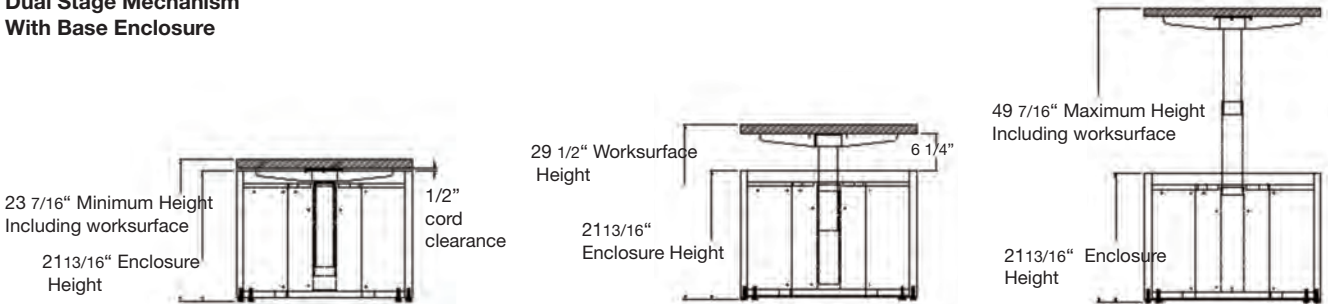 Dual Stage Mechanism
With Base Enclosure
23 7/16“ Minimum Height
Including worksurface
2113/16“ Enclosure
Height
1/2”
cord
clearance
29 1/2“ Worksurface
Height
6 1/4”
2113/16“
Enclosure Height
49 7/16“ Maximum Height
Including worksurface
2113/16“ Enclosure
Height